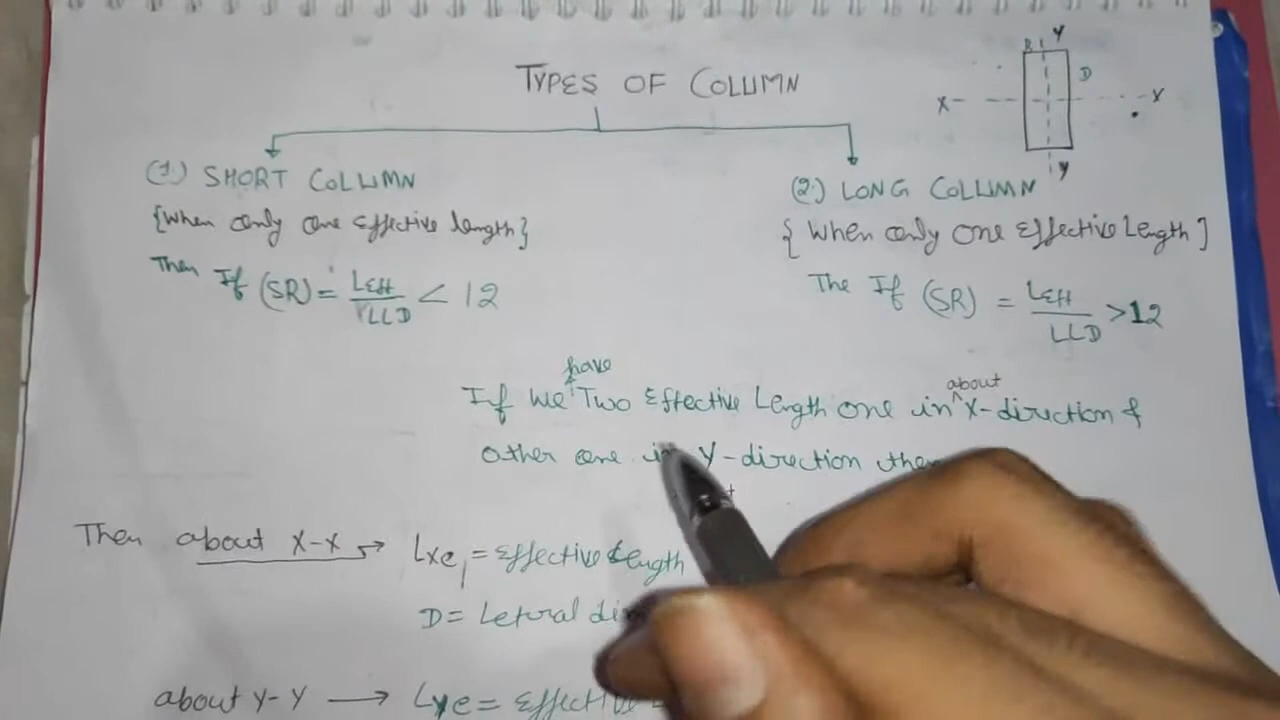 TYPES OF COLUMN
B Y
D
X X
Y
(1.) SHORT COLUMN
{When only one effective length}
Then If (SR) = LEff / LLD < 12
(2.) LONG COLUMN
{ When only one Effective Length ]
The If (SR) = LEff / LLD >12
have
about
If we Two Effective Length one in X-direction &
other one in Y-direction then
Then about X-X → Lxe, = Effective Length
D = Leteral
about Y-Y → Lye =